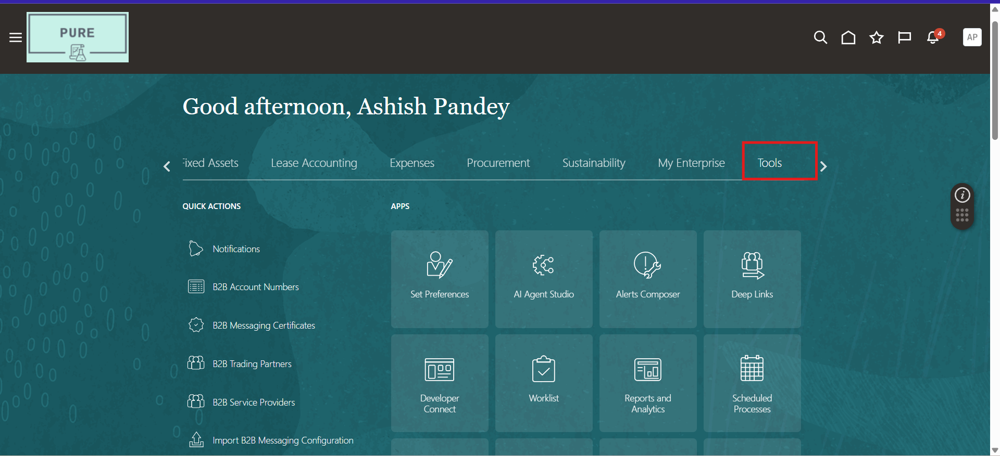 PURE
4
AP
Good afternoon, Ashish Pandey
Fixed Assets
Lease Accounting
Expenses
Procurement
Sustainability
My Enterprise
Tools
QUICK ACTIONS
Notifications
B2B Account Numbers
B2B Messaging Certificates
B2B Trading Partners
B2B Service Providers
Import B2B Messaging Configuration
APPS
Set Preferences
AI Agent Studio
Alerts Composer
Deep Links
Developer
Connect
Worklist
Reports and
Analytics
Scheduled
Processes